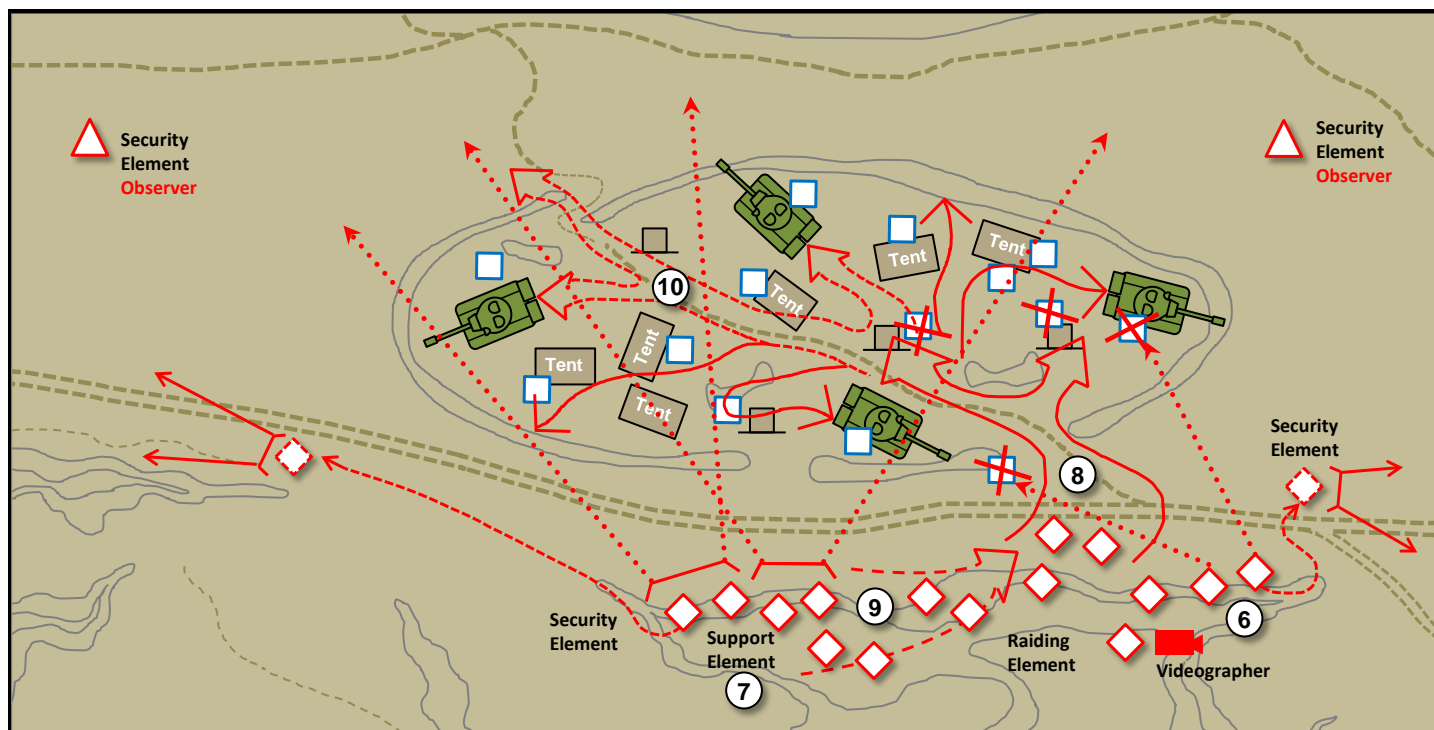 Security
Element
Observer
Security
Element
Observer
Tent
Tent
10
Tent
Tent
Tent
Tent
Security
Element
8
9
Security
Element
Support
Element
7
Raiding
Element
6
Videographer